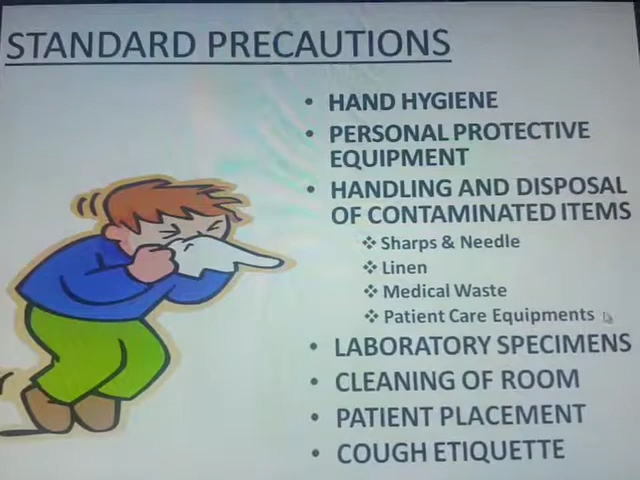 STANDARD PRECAUTIONS
• HAND HYGIENE
• PERSONAL PROTECTIVE
EQUIPMENT
• HANDLING AND DISPOSAL
OF CONTAMINATED ITEMS
❖ Sharps & Needle
❖ Linen
❖ Medical Waste
❖ Patient Care Equipments
• LABORATORY SPECIMENS
• CLEANING OF ROOM
• PATIENT PLACEMENT
• COUGH ETIQUETTE